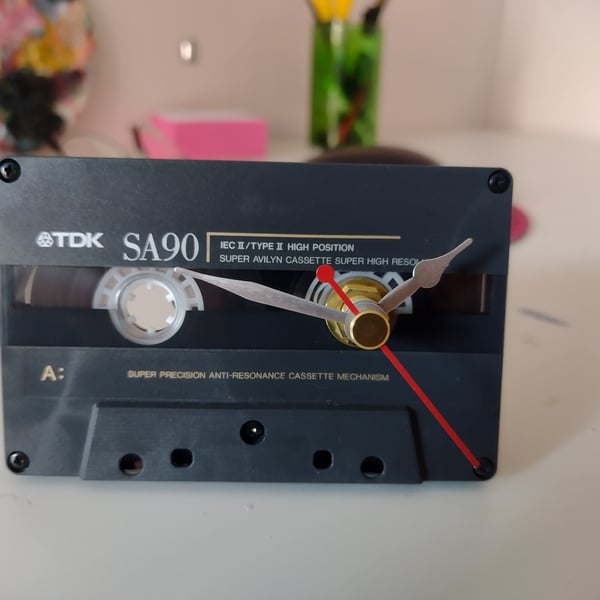 TDK SA90
IEC II/TYPE II HIGH POSITION
SUPER AVILYN CASSETTE SUPER HIGH
A:
SUPER PRECISION ANTI-RESONANCE CASSETTE MECHANISM